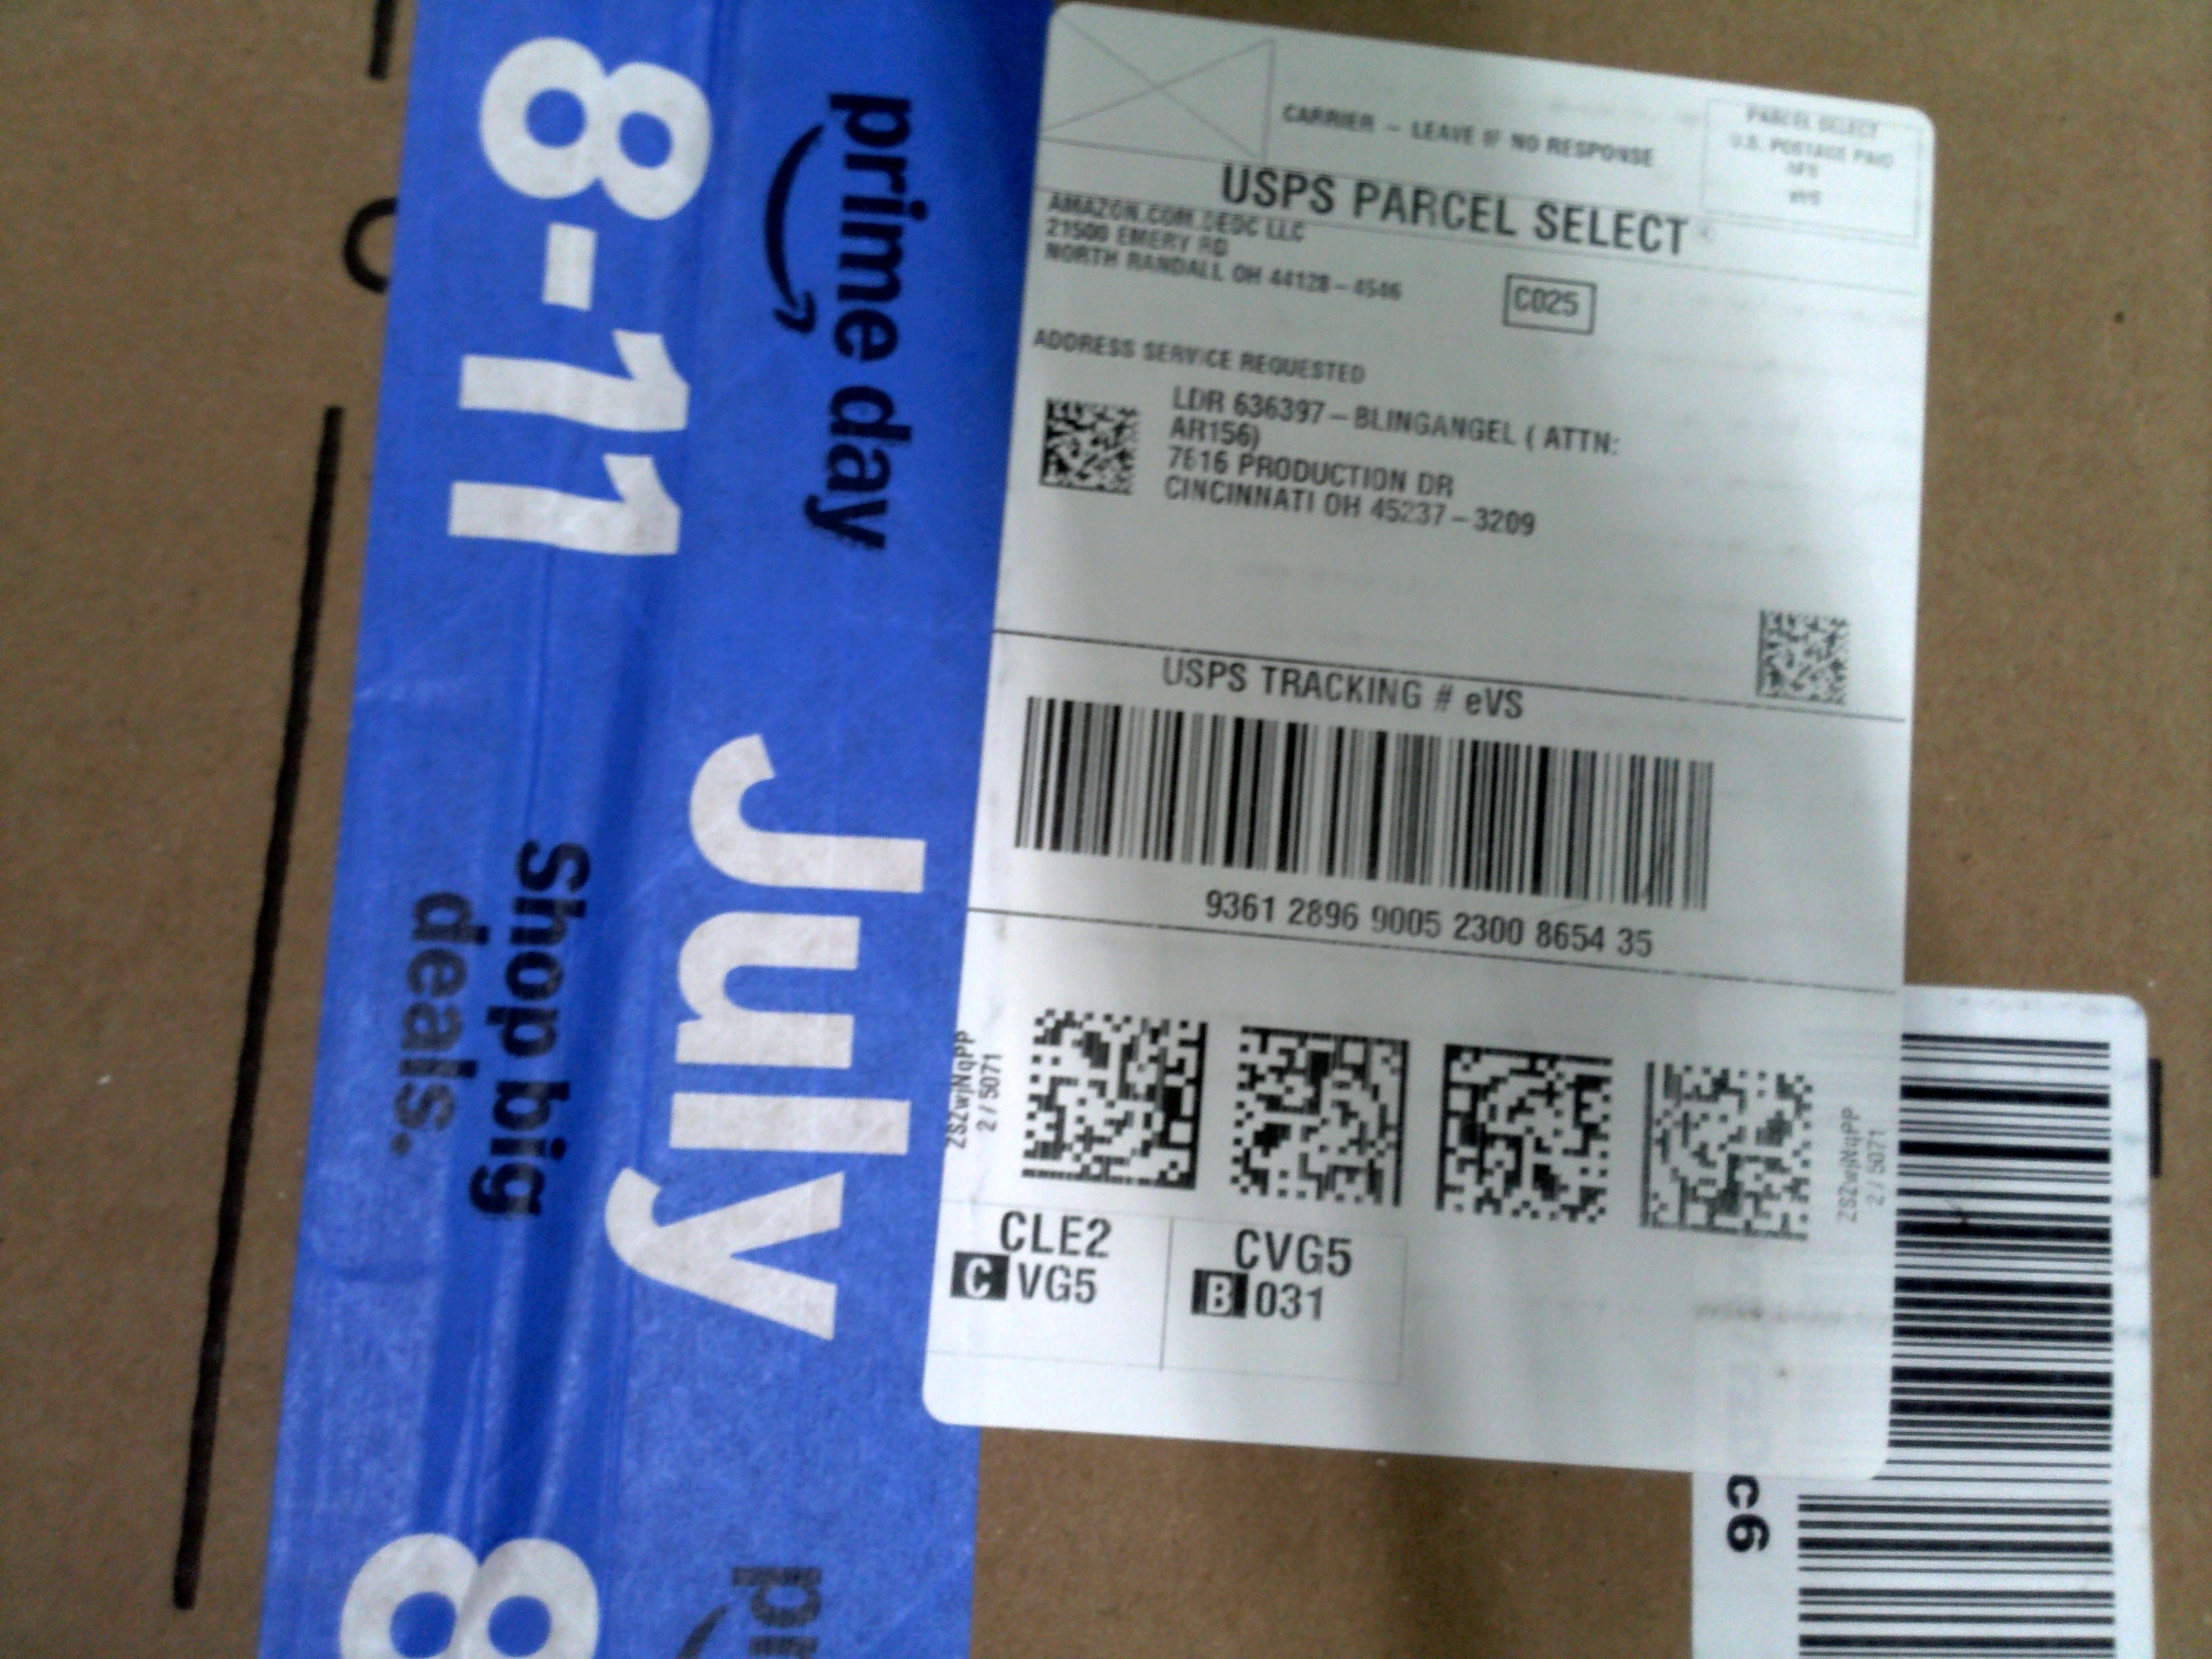 8-11
prime day
July
Shop big
deals.
8
CARRIER - LEAVE IF NO RESPONSE
PARCEL SELECT
U.S. POSTAGE PAID
eVS
USPS PARCEL SELECT
AMAZON.COM.DEDC LLC
21500 EMERY RD
NORTH RANDALL OH 44128-4546
C025
ADDRESS SERVICE REQUESTED
LDR 636397-BLINGANGEL ( ATTN:
AR156)
7616 PRODUCTION DR
CINCINNATI OH 45237-3209
USPS TRACKING # eVS
9361 2896 9005 2300 8654 35
ZSZwjNqPP
2 / 5071
ZSZwjNqPP
2 / 5071
CLE2
C VG5
CVG5
B 031
c6